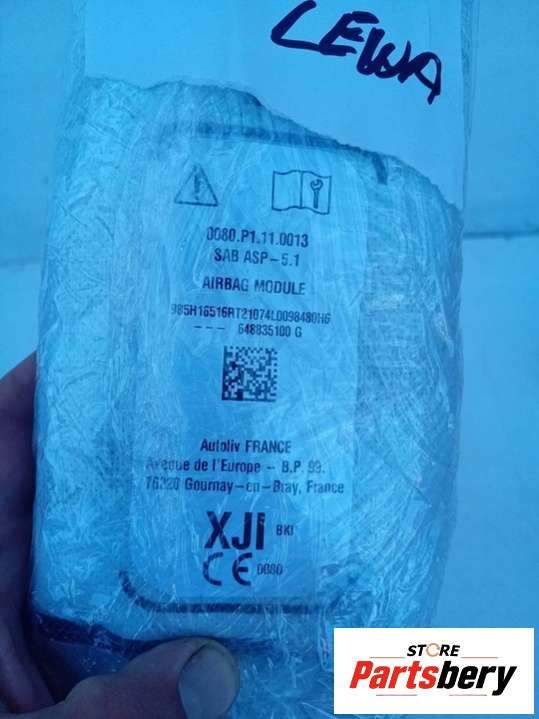 LEWA
0080.P1.11.0013
SAB ASP-5.1
AIRBAG MODULE
985H16516RT21074L0098480H6
--- 648835100 G
Autoliv FRANCE
Avenue de l'Europe - B.P. 99.
76220 Gournay-en-Bray, France
XJI BKI
CE 0080
STORE
Partsbery